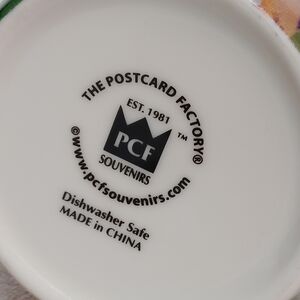 THE POSTCARD FACTORY®
EST. 1981
PCF
™
SOUVENIRS
©www.pcfsouvenirs.com
Dishwasher Safe
MADE in CHINA